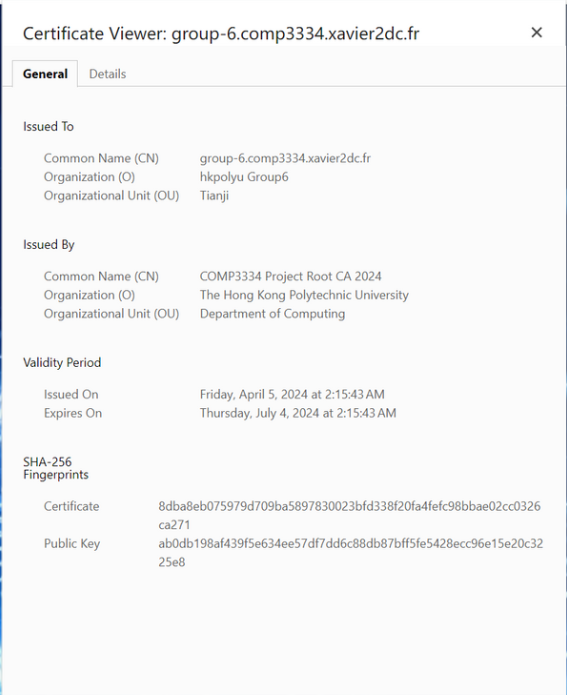 Certificate Viewer: group-6.comp3334.xavier2dc.fr
General Details
Issued To
Common Name (CN) group-6.comp3334.xavier2dc.fr
Organization (O) hkpolyu Group6
Organizational Unit (OU) Tianji
Issued By
Common Name (CN) COMP3334 Project Root CA 2024
Organization (O) The Hong Kong Polytechnic University
Organizational Unit (OU) Department of Computing
Validity Period
Issued On Friday, April 5, 2024 at 2:15:43 AM
Expires On Thursday, July 4, 2024 at 2:15:43 AM
SHA-256
Fingerprints
Certificate 8dba8eb075979d709ba5897830023bfd338f20fa4fefc98bbae02cc0326
ca271
Public Key ab0db198af439f5e634ee57df7dd6c88db87bff5fe5428ecc96e15e20c32
25e8